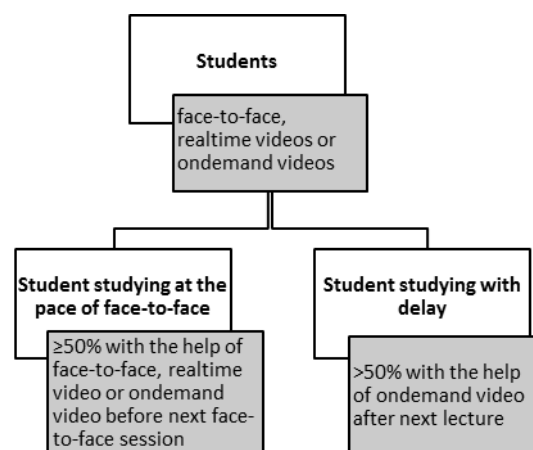 Students
face-to-face,
realtime videos or
ondemand videos
Student studying at the
pace of face-to-face
≥50% with the help of
face-to-face, realtime
video or ondemand
video before next face-
to-face session
Student studying with
delay
>50% with the help
of ondemand video
after next lecture